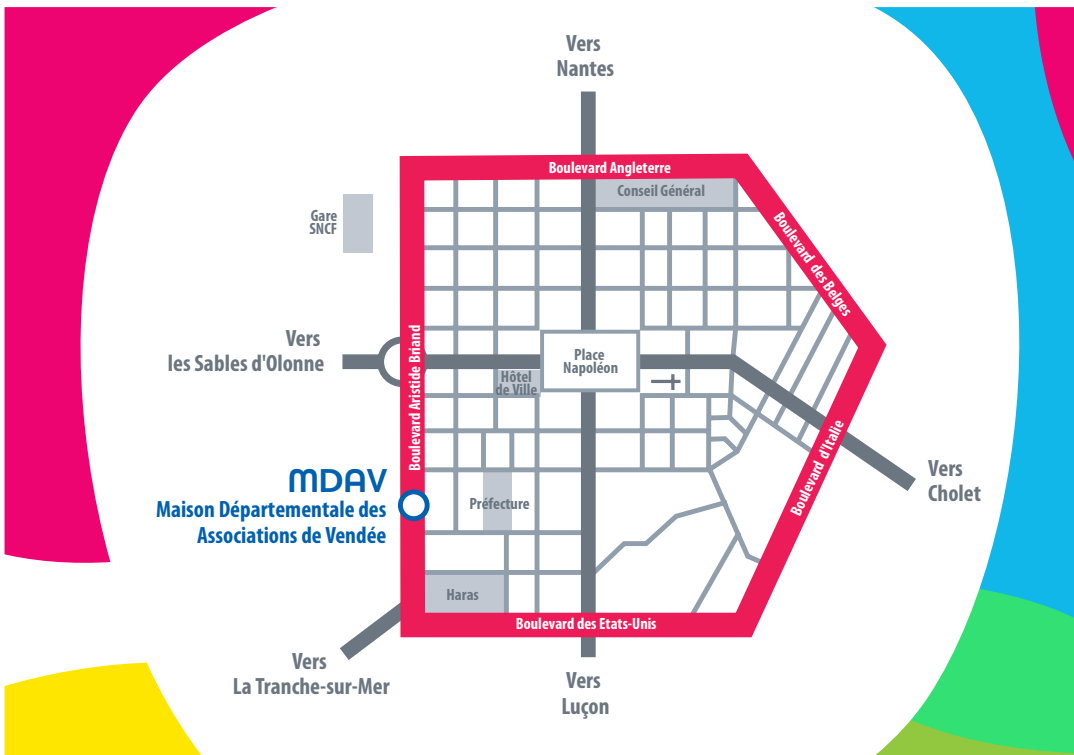 Vers
Nantes
Boulevard Angleterre
Conseil Général
Gare
SNCF
Boulevard des Belges
Vers
les Sables d'Olonne
Boulevard Aristide Briand
Place
Napoléon
Hôtel
de Ville
Boulevard d'Italie
Vers
Cholet
MDAV
Maison Départementale des
Associations de Vendée
Préfecture
Haras
Boulevard des Etats-Unis
Vers
La Tranche-sur-Mer
Vers
Luçon